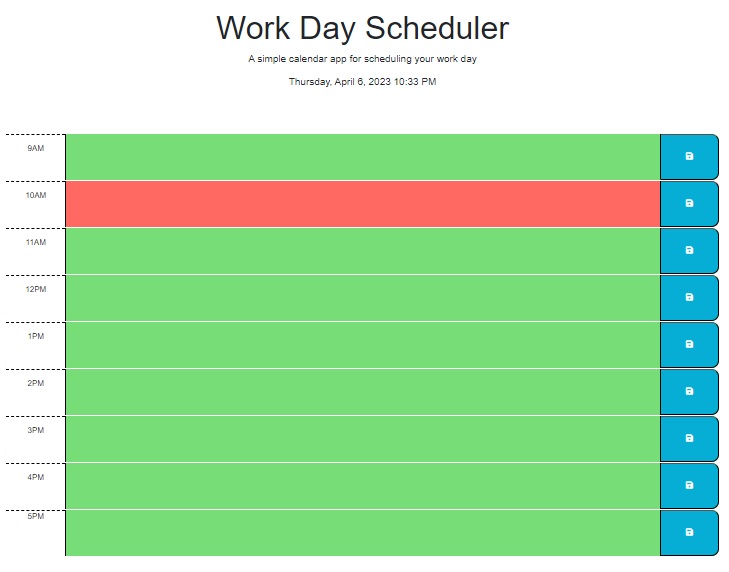 Work Day Scheduler
A simple calendar app for scheduling your work day
Thursday, April 6, 2023 10:33 PM
9AM
10AM
11AM
12PM
1PM
2PM
3PM
4PM
5PM